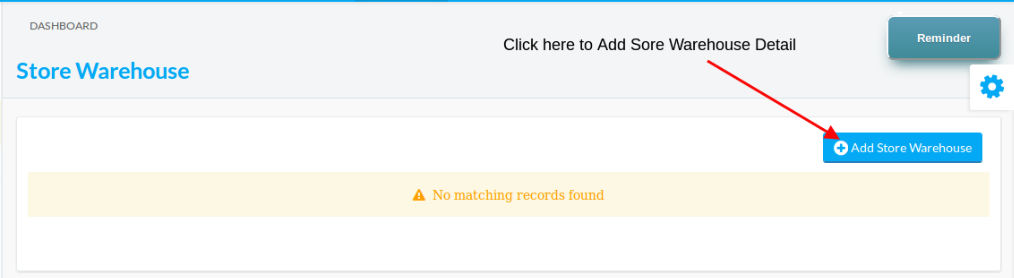 DASHBOARD
Click here to Add Sore Warehouse Detail
Reminder
Store Warehouse
Add Store Warehouse
No matching records found